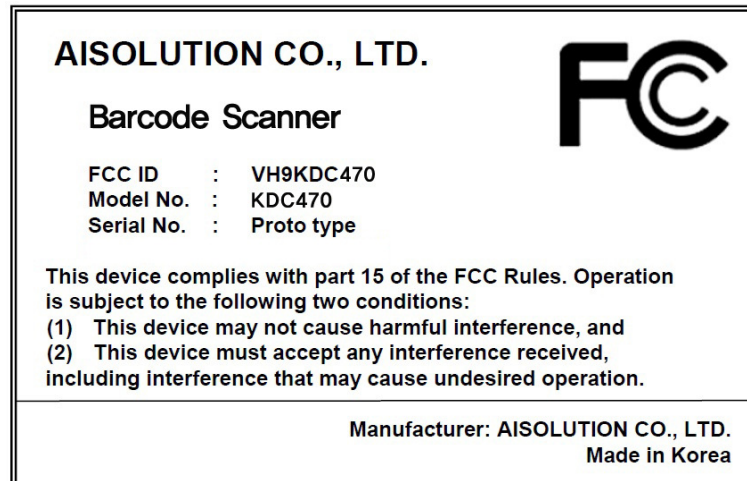 AISOLUTION CO., LTD.
FC
Barcode Scanner
FCC ID : VH9KDC470
Model No. : KDC470
Serial No. : Proto type
This device complies with part 15 of the FCC Rules. Operation
is subject to the following two conditions:
(1) This device may not cause harmful interference, and
(2) This device must accept any interference received,
including interference that may cause undesired operation.
Manufacturer: AISOLUTION CO., LTD.
Made in Korea